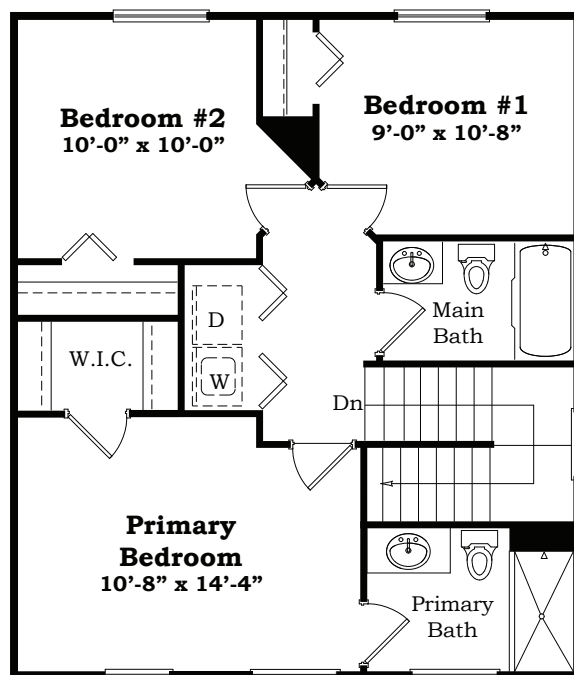 Bedroom #2
10’-0” x 10’-0”
Bedroom #1
9’-0” x 10’-8”
Main
Bath
D
W
W.I.C.
Dn
Primary
Bedroom
10’-8” x 14’-4”
Primary
Bath